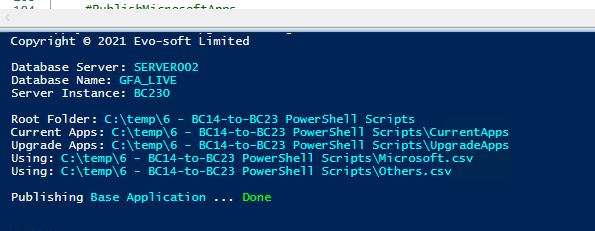 #PublishMicrosoftApps
Copyright © 2021 Evo-soft Limited
Database Server: SERVER002
Database Name: GFA_LIVE
Server Instance: BC230
Root Folder: C:\temp\6 - BC14-to-BC23 PowerShell Scripts
Current Apps: C:\temp\6 - BC14-to-BC23 PowerShell Scripts\CurrentApps
Upgrade Apps: C:\temp\6 - BC14-to-BC23 PowerShell Scripts\UpgradeApps
Using: C:\temp\6 - BC14-to-BC23 PowerShell Scripts\Microsoft.csv
Using: C:\temp\6 - BC14-to-BC23 PowerShell Scripts\Others.csv
Publishing Base Application ... Done